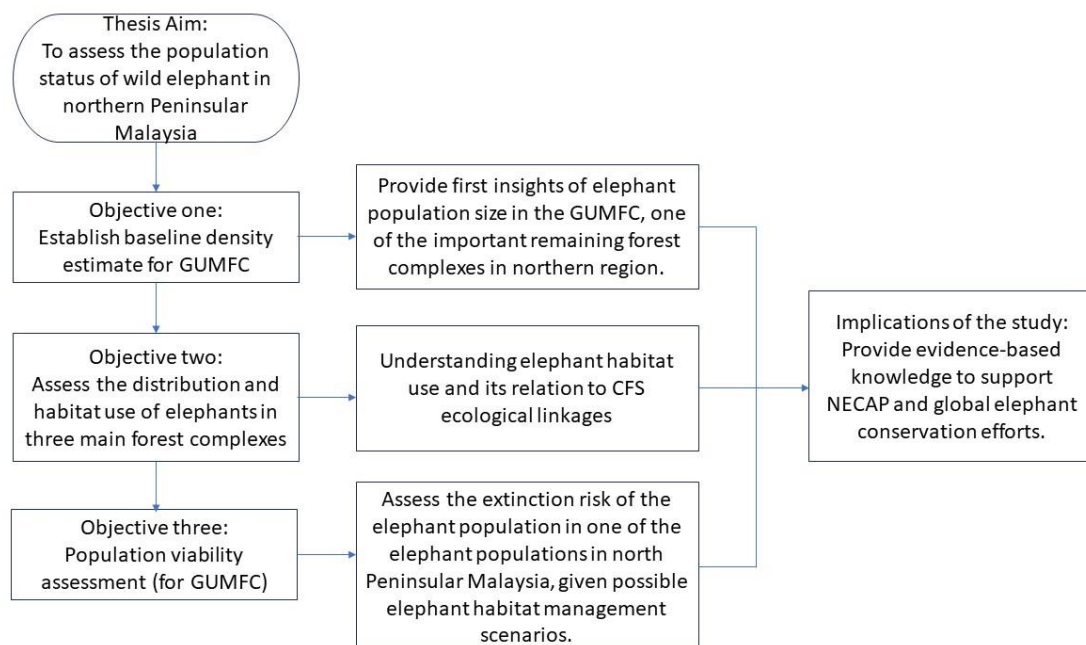 Thesis Aim:
To assess the population
status of wild elephant in
northern Peninsular
Malaysia
Objective one:
Establish baseline density
estimate for GUMFC
Provide first insights of elephant
population size in the GUMFC, one
of the important remaining forest
complexes in northern region.
Objective two:
Assess the distribution and
habitat use of elephants in
three main forest complexes
Understanding elephant habitat
use and its relation to CFS
ecological linkages
Objective three:
Population viability
assessment (for GUMFC)
Assess the extinction risk of the
elephant population in one of the
elephant populations in north
Peninsular Malaysia, given possible
elephant habitat management
scenarios.
Implications of the study:
Provide evidence-based
knowledge to support
NECAP and global elephant
conservation efforts.